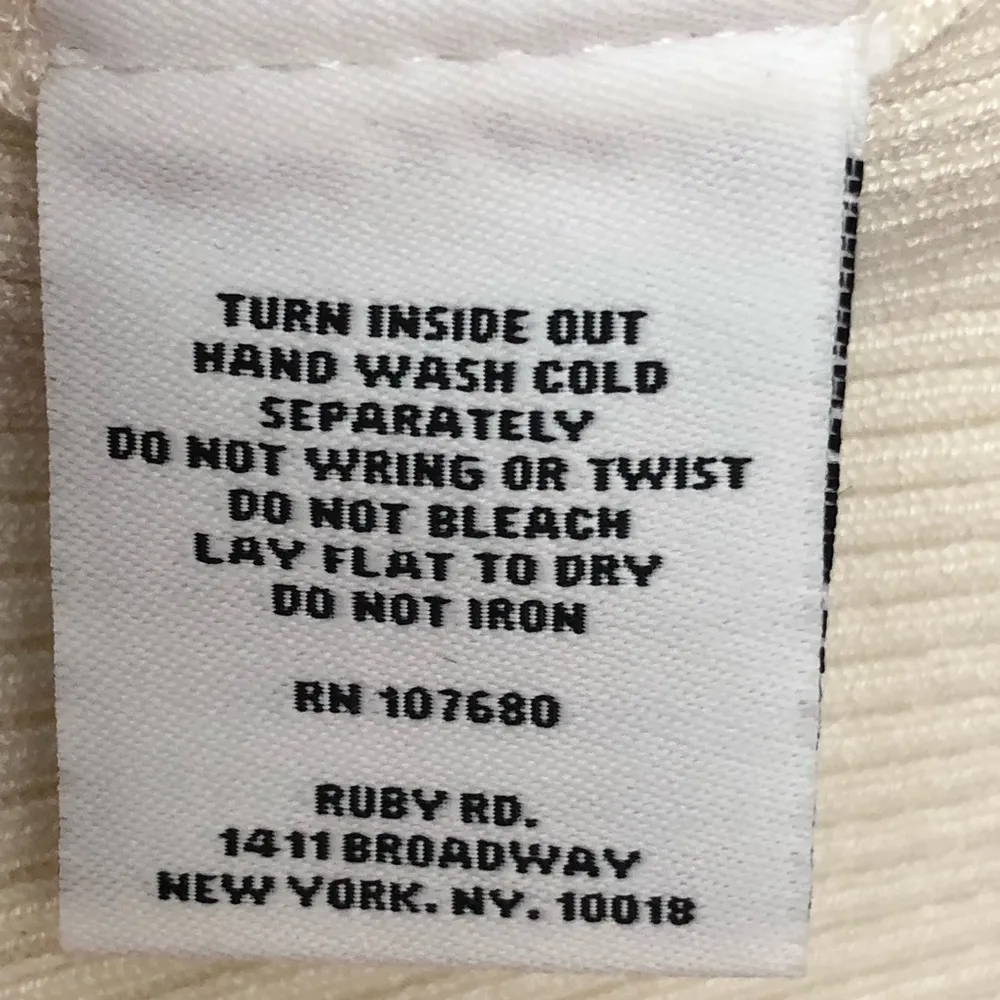 TURN INSIDE OUT
HAND WASH COLD
SEPARATELY
DO NOT WRING OR TWIST
DO NOT BLEACH
LAY FLAT TO DRY
DO NOT IRON
RN 107680
RUBY RD.
1411 BROADWAY
NEW YORK. NY. 10018